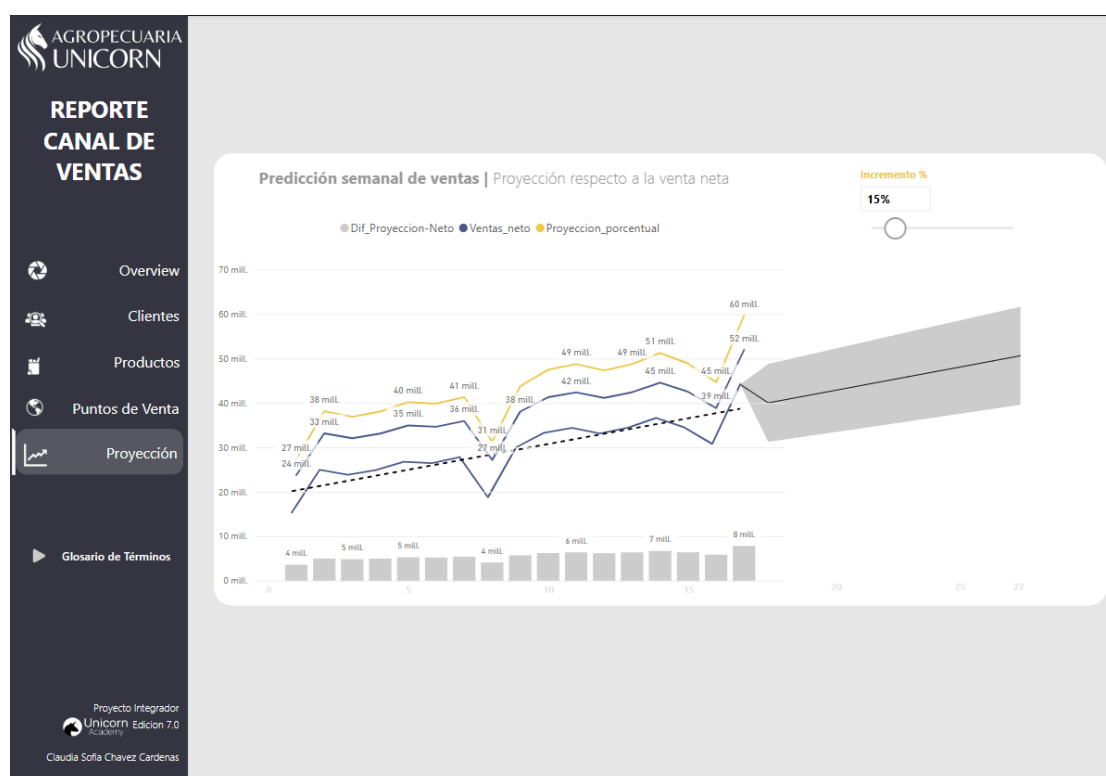 AGROPECUARIA
UNICORN
REPORTE
CANAL DE
VENTAS
Overview
Clientes
Productos
Puntos de Venta
Proyección
Glosario de Términos
Proyecto Integrador
Unicorn Edicion 7.0
Academy
Claudia Sofia Chavez Cardenas
Predicción semanal de ventas | Proyección respecto a la venta neta
Incremento %
15%
Dif_Proyeccion-Neto Ventas_neto Proyeccion_porcentual
70 mill.
60 mill.
50 mill.
40 mill.
30 mill.
20 mill.
10 mill.
0 mill.
27 mill.
38 mill.
40 mill.
41 mill.
31 mill.
49 mill.
49 mill.
51 mill.
45 mill.
60 mill.
24 mill.
33 mill.
35 mill.
36 mill.
27 mill.
38 mill.
42 mill.
45 mill.
39 mill.
52 mill.
4 mill.
5 mill.
5 mill.
4 mill.
6 mill.
7 mill.
8 mill.
0 5 10 15 20 25 27